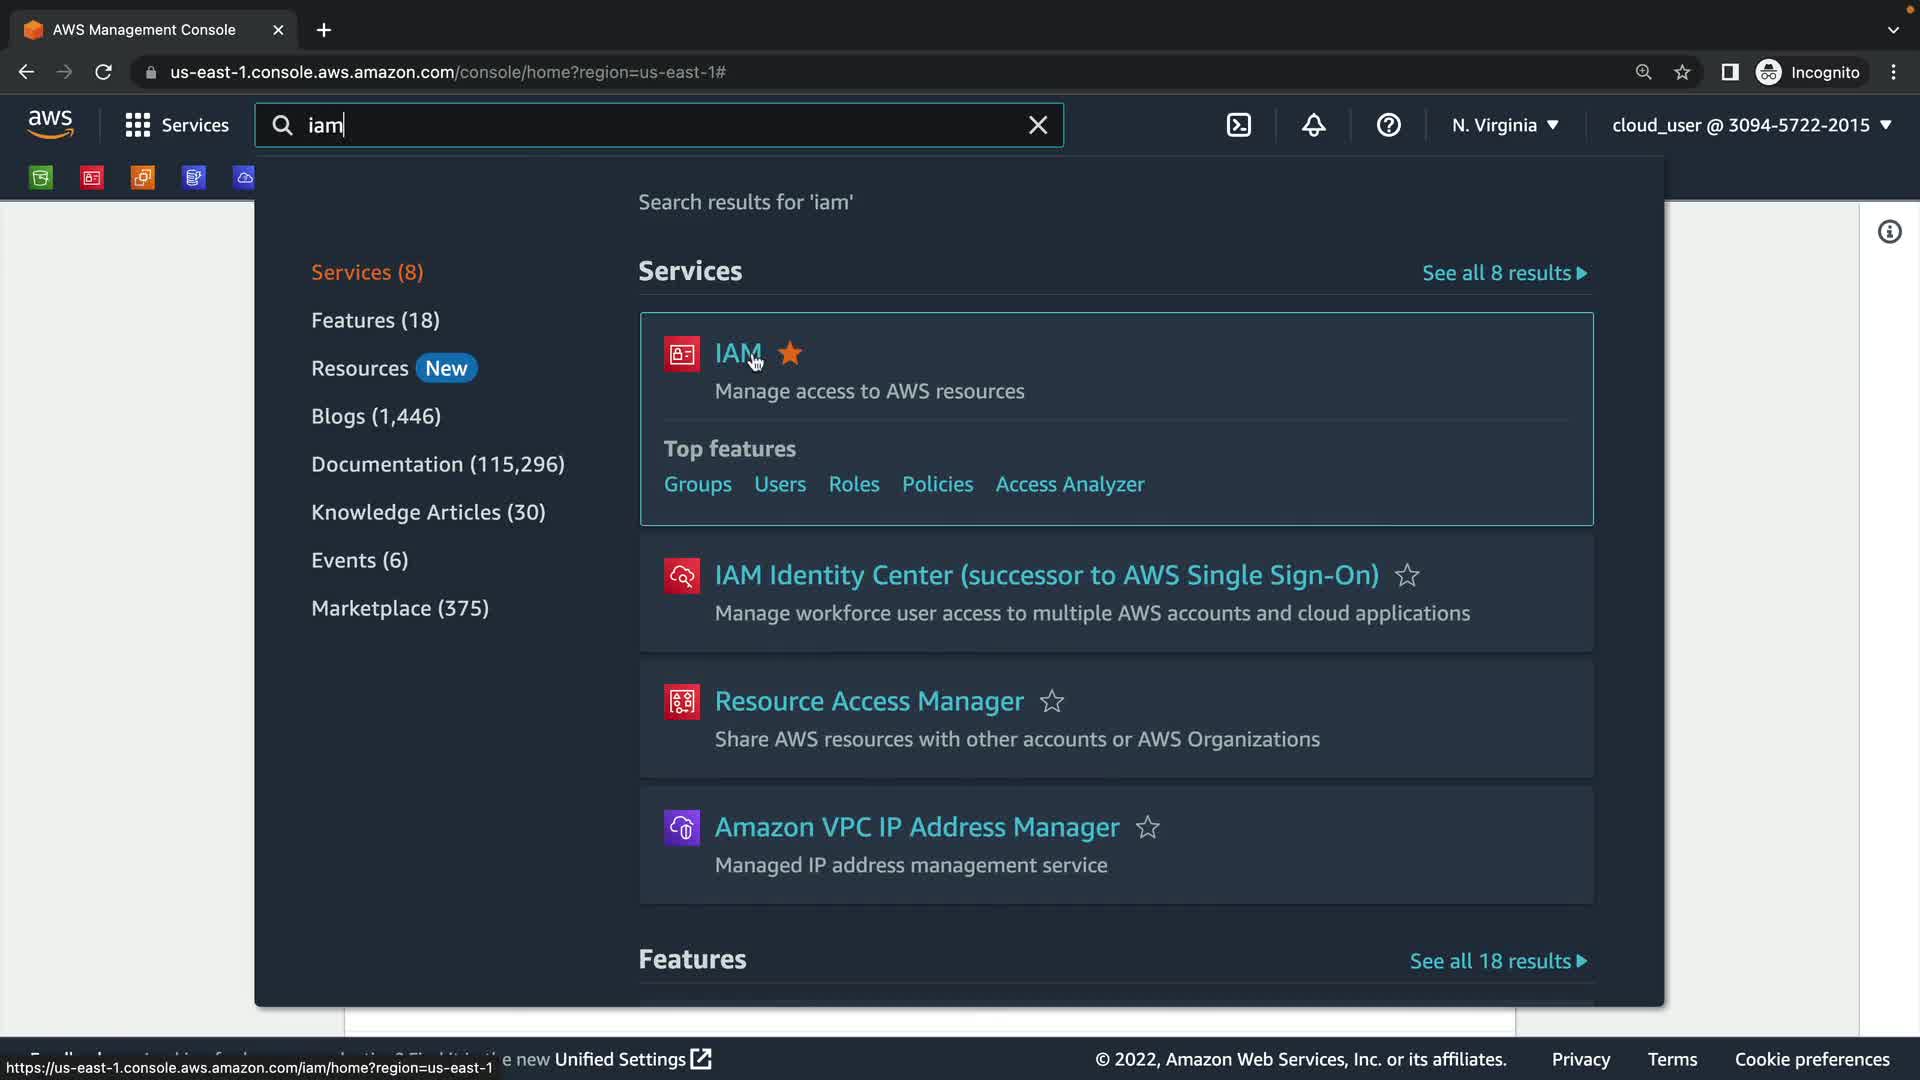 AWS Management Console
us-east-1.console.aws.amazon.com/console/home?region=us-east-1#
Incognito
aws
Services
iam
N. Virginia
cloud_user @ 3094-5722-2015
Search results for 'iam'
Services (8)
Features (18)
Resources New
Blogs (1,446)
Documentation (115,296)
Knowledge Articles (30)
Events (6)
Marketplace (375)
Services
See all 8 results
IAM
Manage access to AWS resources
Top features
Groups Users Roles Policies Access Analyzer
IAM Identity Center (successor to AWS Single Sign-On)
Manage workforce user access to multiple AWS accounts and cloud applications
Resource Access Manager
Share AWS resources with other accounts or AWS Organizations
Amazon VPC IP Address Manager
Managed IP address management service
Features
See all 18 results
e new Unified Settings
https://us-east-1.console.aws.amazon.com/iam/home?region=us-east-1
© 2022, Amazon Web Services, Inc. or its affiliates.
Privacy
Terms
Cookie preferences